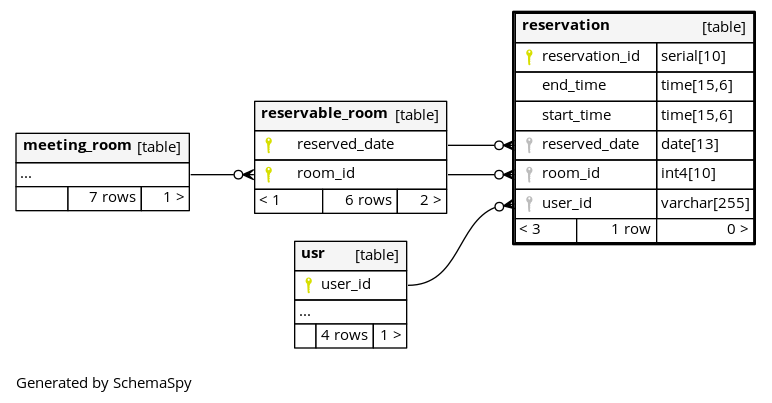 reservation [table]
reservation_id serial[10]
end_time time[15,6]
start_time time[15,6]
reserved_date date[13]
room_id int4[10]
user_id varchar[255]
< 3 1 row 0 >
reservable_room [table]
reserved_date
room_id
< 1 6 rows 2 >
meeting_room [table]
...
7 rows 1 >
usr [table]
user_id
...
4 rows 1 >
Generated by SchemaSpy